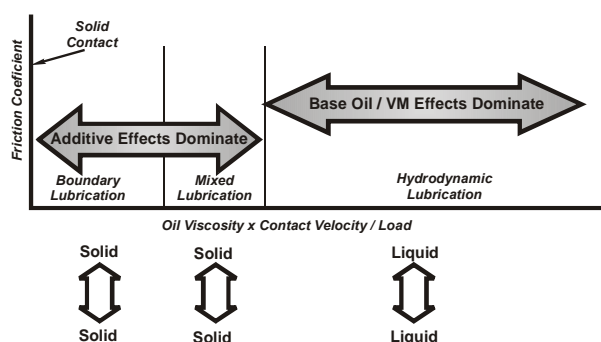 Solid
Contact
Friction Coefficient
Base Oil / VM Effects Dominate
Additive Effects Dominate
Boundary
Lubrication
Mixed
Lubrication
Hydrodynamic
Lubrication
Oil Viscosity x Contact Velocity / Load
Solid Solid Liquid
Solid Solid Liquid